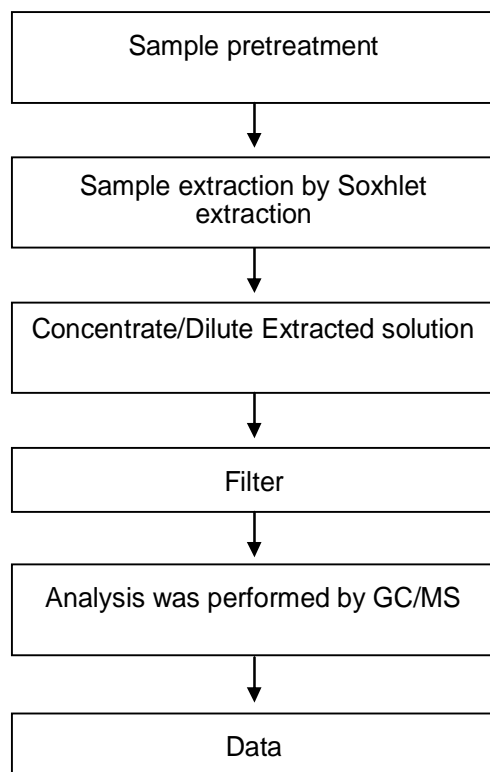 Sample pretreatment
Sample extraction by Soxhlet
extraction
Concentrate/Dilute Extracted solution
Filter
Analysis was performed by GC/MS
Data